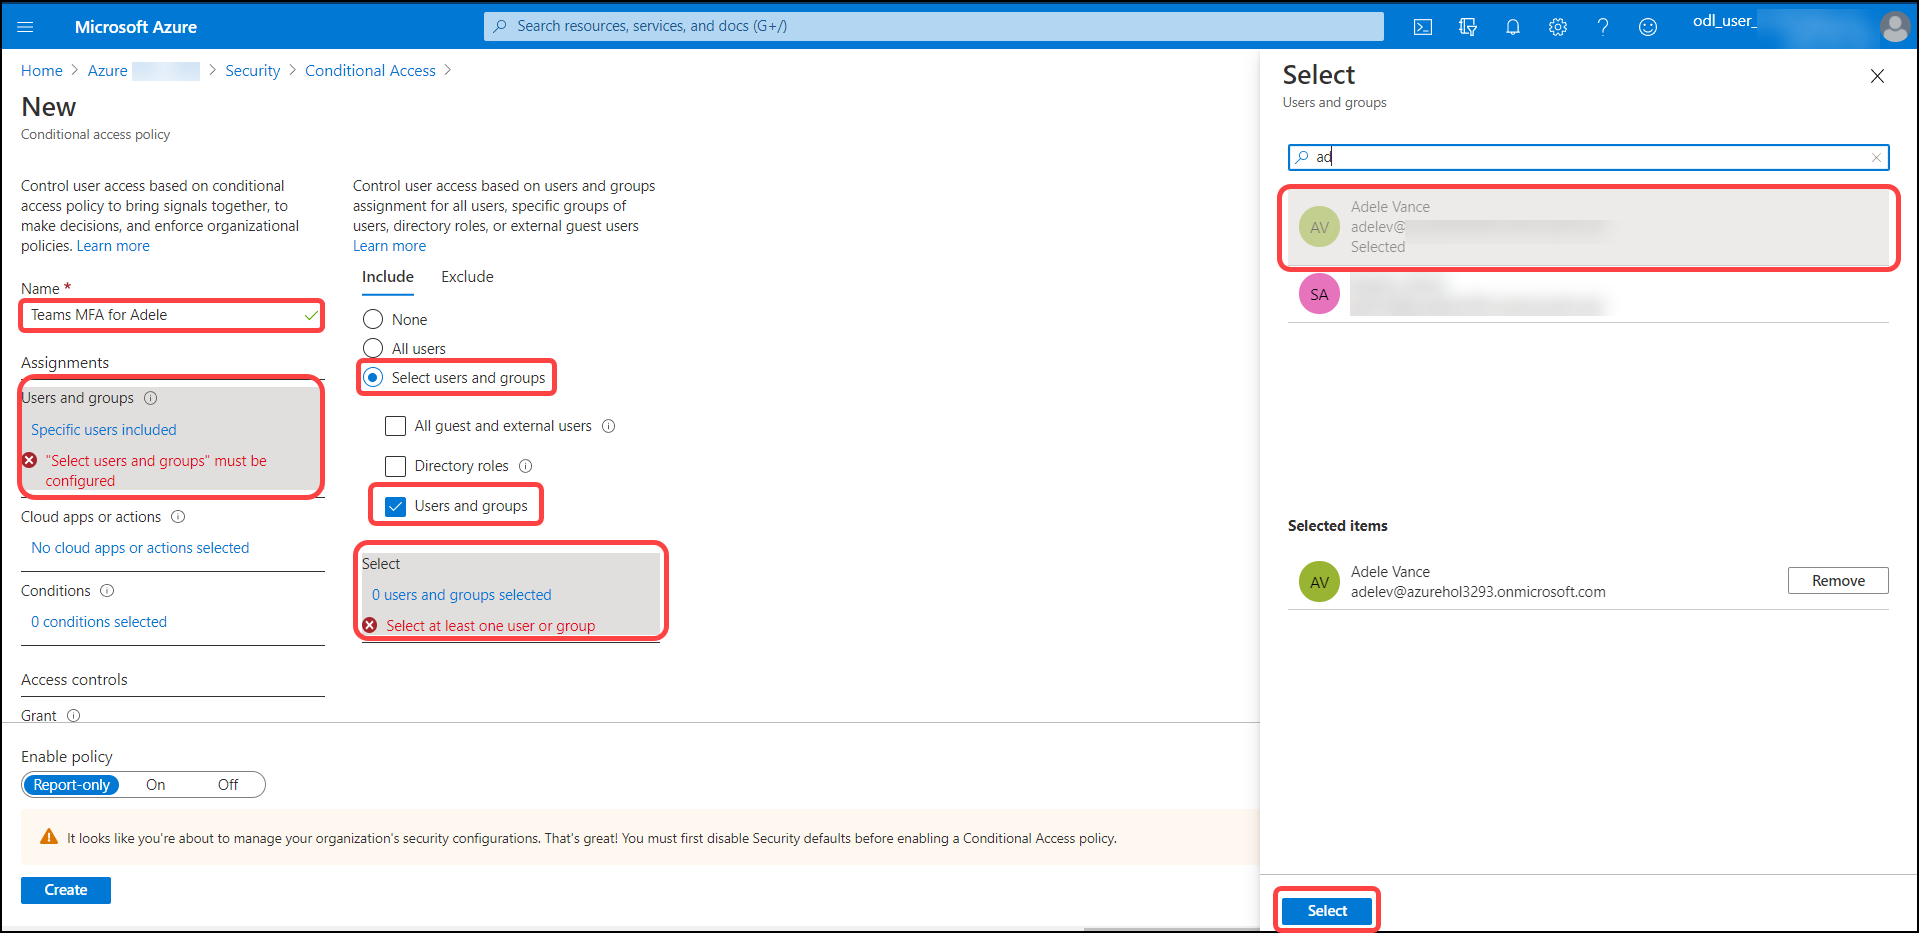 Microsoft Azure
Search resources, services, and docs (G+/)
odl_user_
Home > Azure > Security > Conditional Access >
New
Conditional access policy
Control user access based on conditional
access policy to bring signals together, to
make decisions, and enforce organizational
policies. Learn more
Name *
Teams MFA for Adele
Assignments
Users and groups
Specific users included
"Select users and groups" must be
configured
Cloud apps or actions
No cloud apps or actions selected
Conditions
0 conditions selected
Access controls
Grant
Control user access based on users and groups
assignment for all users, specific groups of
users, directory roles, or external guest users
Learn more
Include Exclude
None
All users
Select users and groups
All guest and external users
Directory roles
Users and groups
Select
0 users and groups selected
Select at least one user or group
Enable policy
Report-only On Off
It looks like you're about to manage your organization's security configurations. That's great! You must first disable Security defaults before enabling a Conditional Access policy.
Create
Select
Users and groups
ad
AV
Adele Vance
adelev@
Selected
SA
Selected items
AV
Adele Vance
adelev@azurehol3293.onmicrosoft.com
Remove
Select